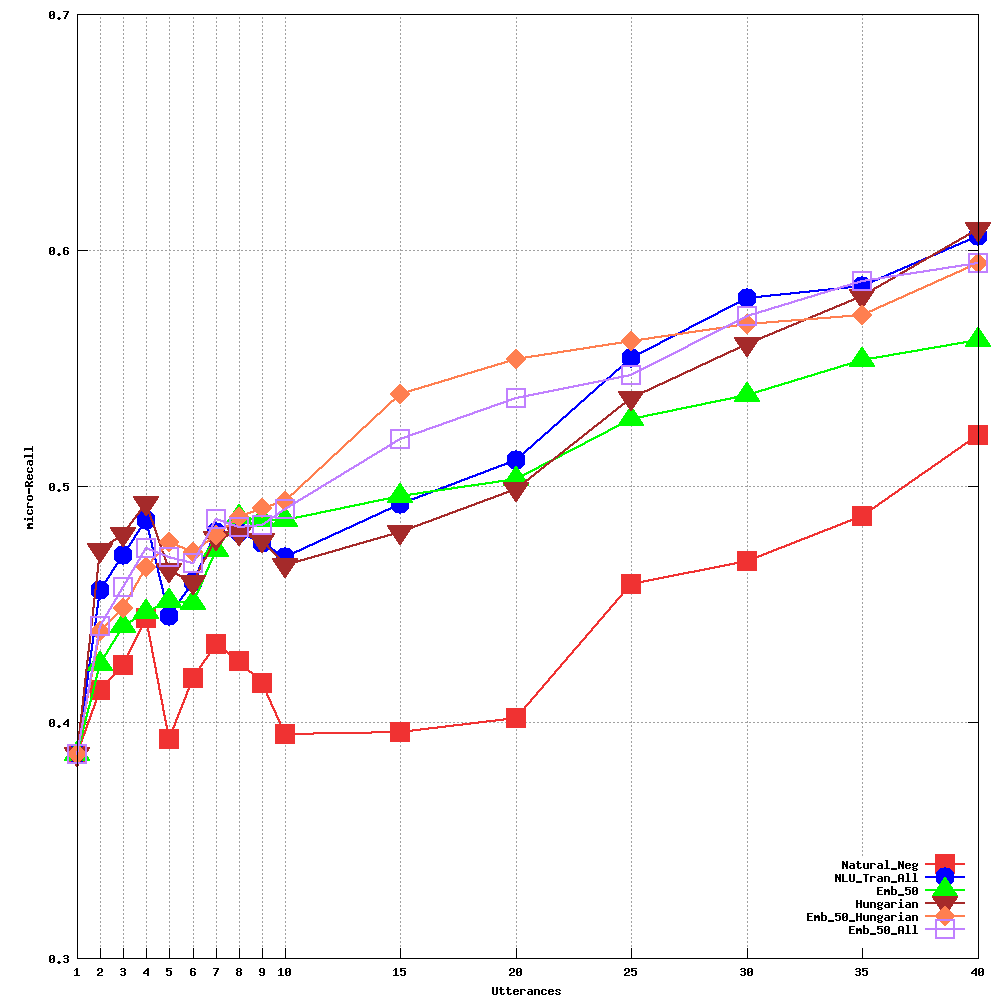 0.7
0.6
0.5
0.4
0.3
micro-Recall
1 2 3 4 5 6 7 8 9 10 15 20 25 30 35 40
Utterances
Natural_Neg
NLU_Tran_All
Emb_50
Hungarian
Emb_50_Hungarian
Emb_50_All